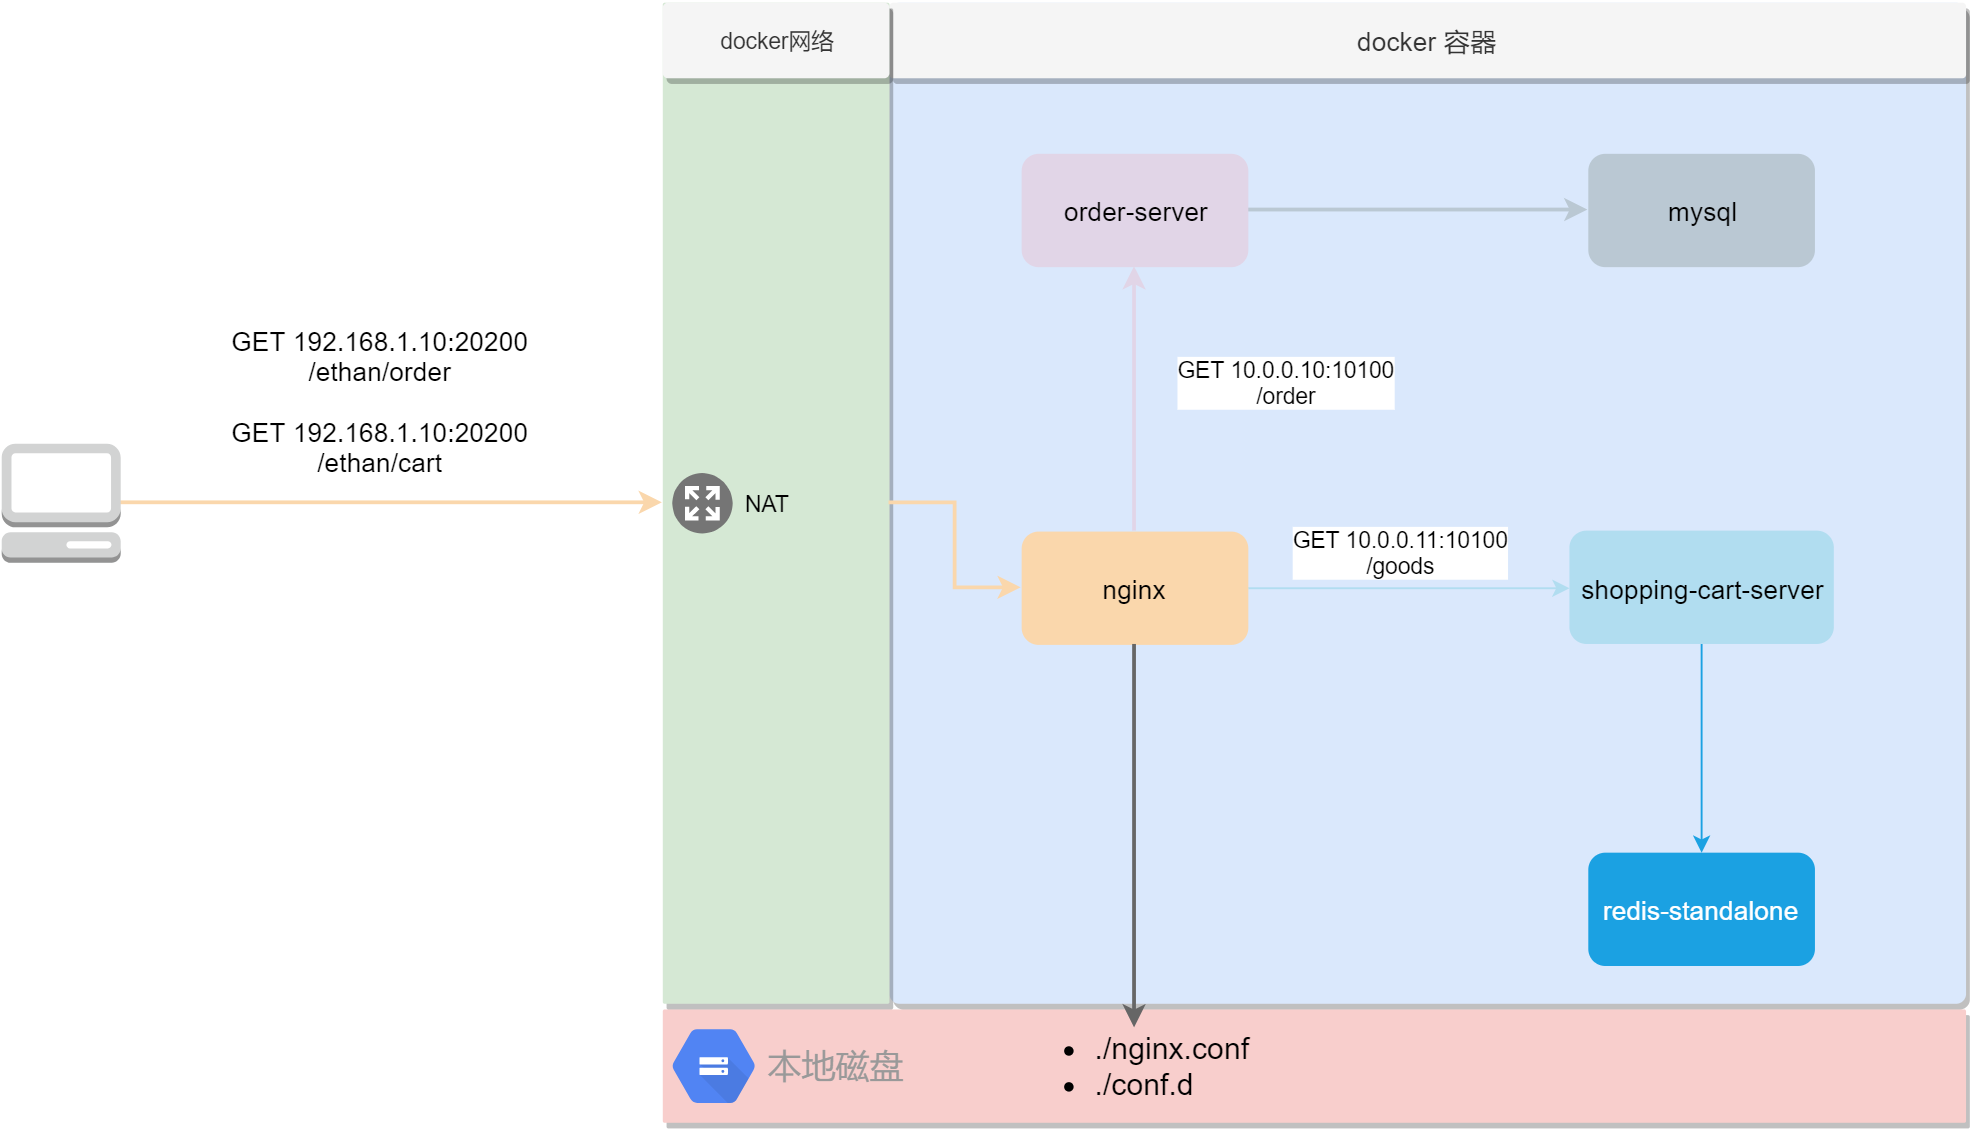 docker网络
docker 容器
order-server
mysql
GET 192.168.1.10:20200
/ethan/order
GET 192.168.1.10:20200
/ethan/cart
GET 10.0.0.10:10100
/order
NAT
GET 10.0.0.11:10100
/goods
nginx
shopping-cart-server
redis-standalone
本地磁盘
• ./nginx.conf
• ./conf.d